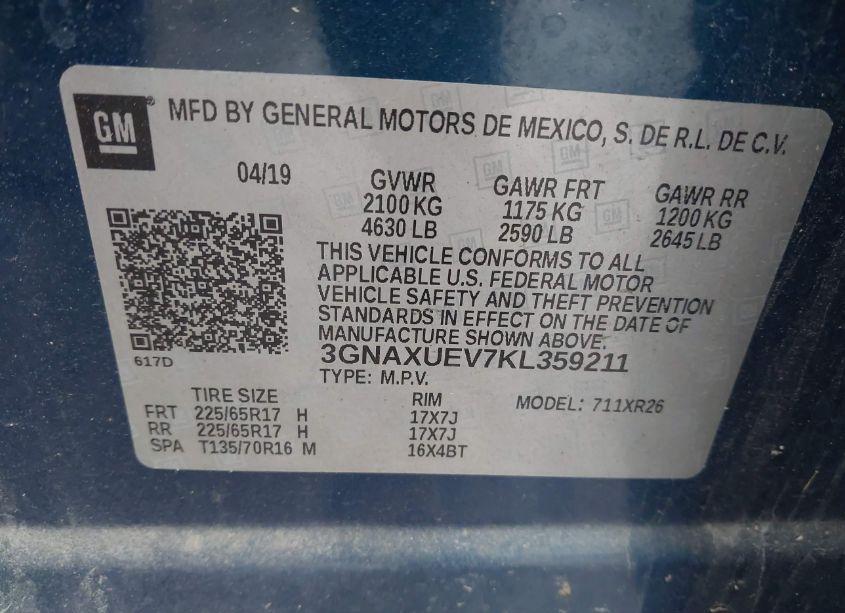 GM
MFD BY GENERAL MOTORS DE MEXICO, S. DE R.L. DE C.V.
04/19 GVWR GAWR FRT GAWR RR
2100 KG 1175 KG 1200 KG
4630 LB 2590 LB 2645 LB
THIS VEHICLE CONFORMS TO ALL
APPLICABLE U.S. FEDERAL MOTOR
VEHICLE SAFETY AND THEFT PREVENTION
STANDARDS IN EFFECT ON THE DATE OF
MANUFACTURE SHOWN ABOVE.
617D
3GNAXUEV7KL359211
TYPE: M.P.V.
TIRE SIZE RIM MODEL: 711XR26
FRT 225/65R17 H 17X7J
RR 225/65R17 H 17X7J
SPA T135/70R16 M 16X4BT